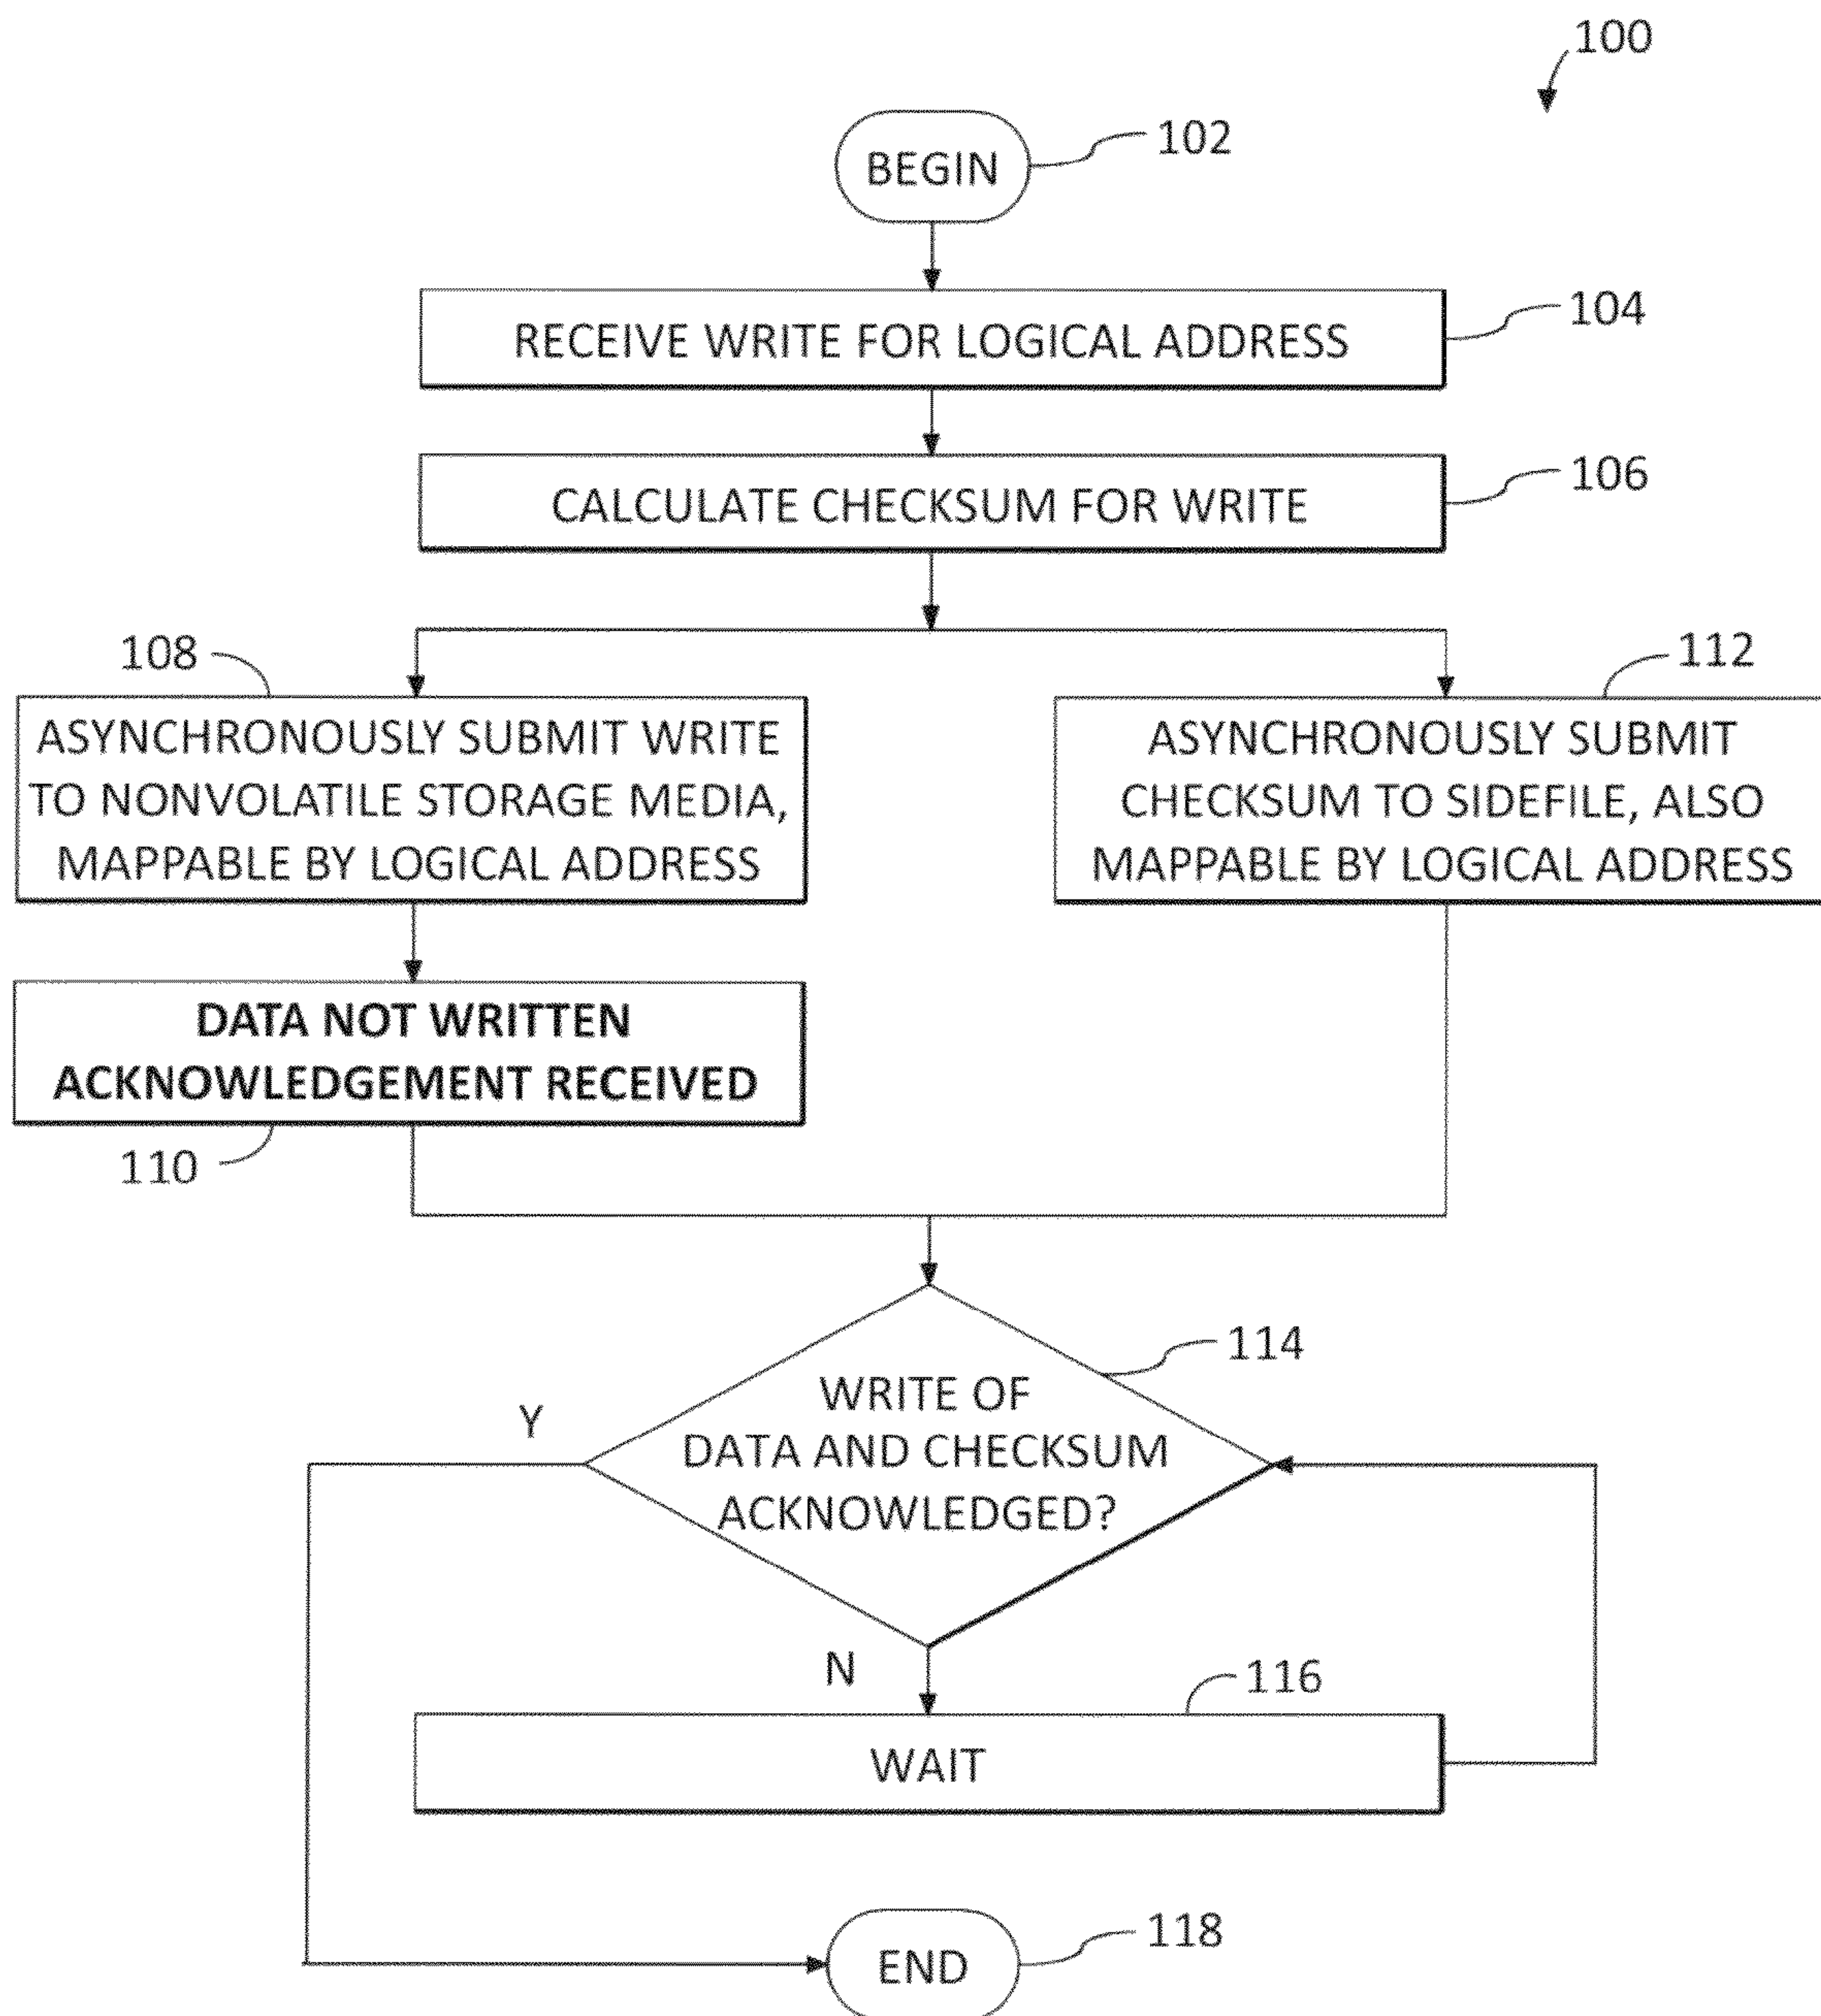 100
BEGIN
102
RECEIVE WRITE FOR LOGICAL ADDRESS
104
CALCULATE CHECKSUM FOR WRITE
106
108
ASYNCHRONOUSLY SUBMIT WRITE
TO NONVOLATILE STORAGE MEDIA,
MAPPABLE BY LOGICAL ADDRESS
112
ASYNCHRONOUSLY SUBMIT
CHECKSUM TO SIDEFILE, ALSO
MAPPABLE BY LOGICAL ADDRESS
DATA NOT WRITTEN
ACKNOWLEDGEMENT RECEIVED
110
114
WRITE OF
DATA AND CHECKSUM
ACKNOWLEDGED?
Y
N
116
WAIT
END
118